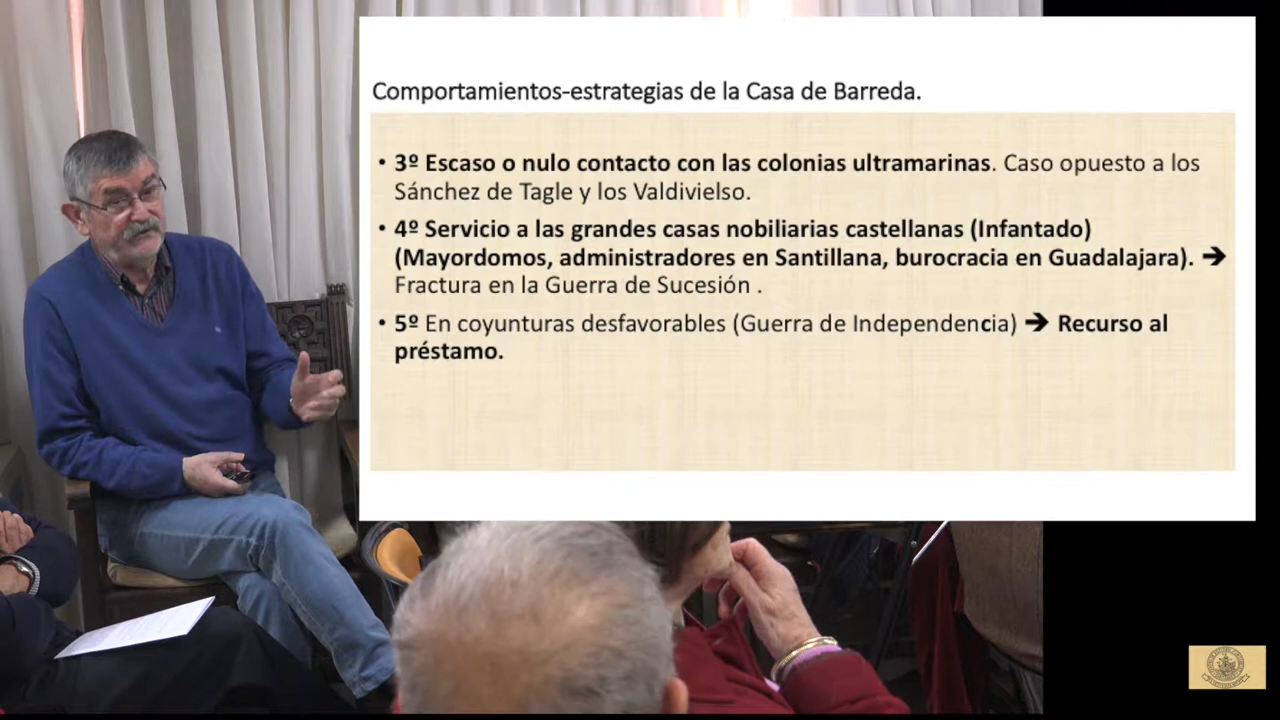 Comportamientos-estrategias de la Casa de Barreda.
• 3º Escaso o nulo contacto con las colonias ultramarinas. Caso opuesto a los
Sánchez de Tagle y los Valdivielso.
• 4º Servicio a las grandes casas nobiliarias castellanas (Infantado)
(Mayordomos, administradores en Santillana, burocracia en Guadalajara). ➔
Fractura en la Guerra de Sucesión .
• 5º En coyunturas desfavorables (Guerra de Independencia) ➔ Recurso al
préstamo.